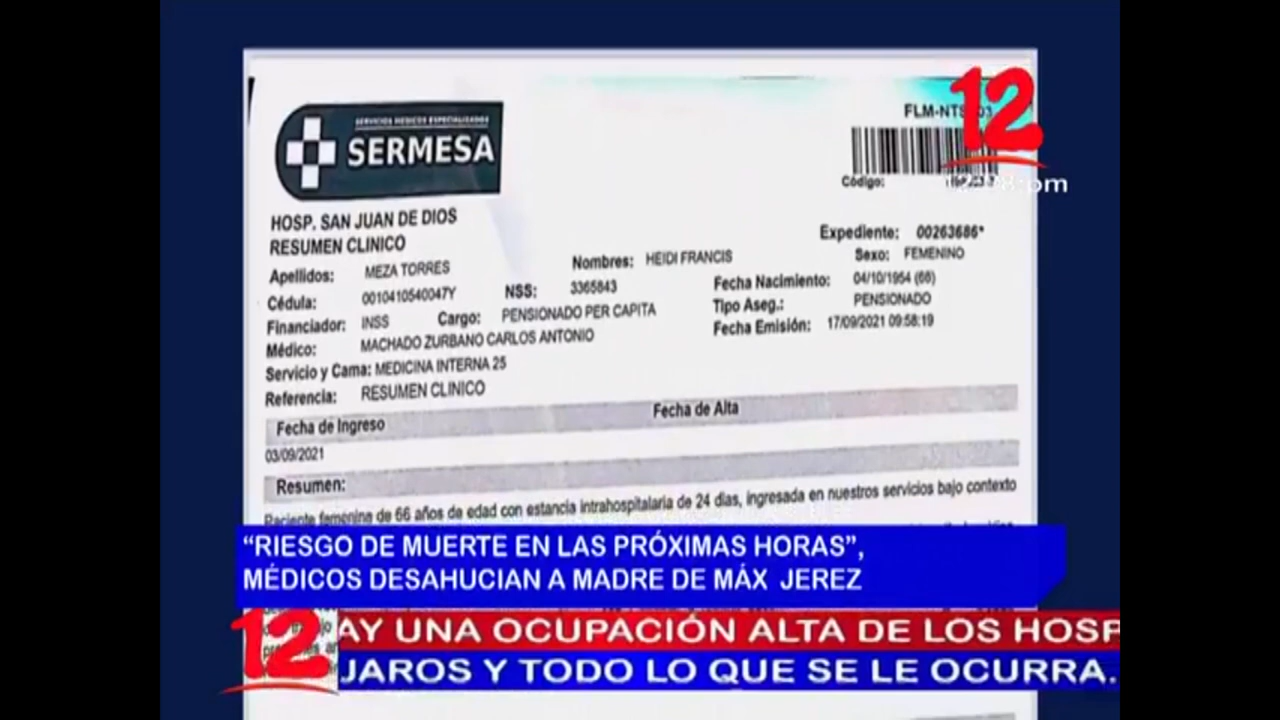 SERVICIOS MEDICOS ESPECIALIZADOS
SERMESA
12
FLM-NTS
Código:
pm
HOSP. SAN JUAN DE DIOS
RESUMEN CLINICO
Expediente: 00263686*
Apellidos: MEZA TORRES Nombres: HEIDI FRANCIS Sexo: FEMENINO
Cédula: 0010410540047Y NSS: 3365843 Fecha Nacimiento: 04/10/1954 (66)
Financiador: INSS Cargo: PENSIONADO PER CAPITA Tipo Aseg.: PENSIONADO
Médico: MACHADO ZURBANO CARLOS ANTONIO Fecha Emisión: 17/09/2021 09:58:19
Servicio y Cama: MEDICINA INTERNA 25
Referencia: RESUMEN CLINICO
Fecha de Ingreso Fecha de Alta
03/09/2021
Resumen:
Paciente femenina de 66 años de edad con estancia intrahospitalaria de 24 dias, ingresada en nuestros servicios bajo contexto
“RIESGO DE MUERTE EN LAS PRÓXIMAS HORAS”,
MÉDICOS DESAHUCIAN A MADRE DE MÁX JEREZ
12
AY UNA OCUPACIÓN ALTA DE LOS HOSP
JAROS Y TODO LO QUE SE LE OCURRA.